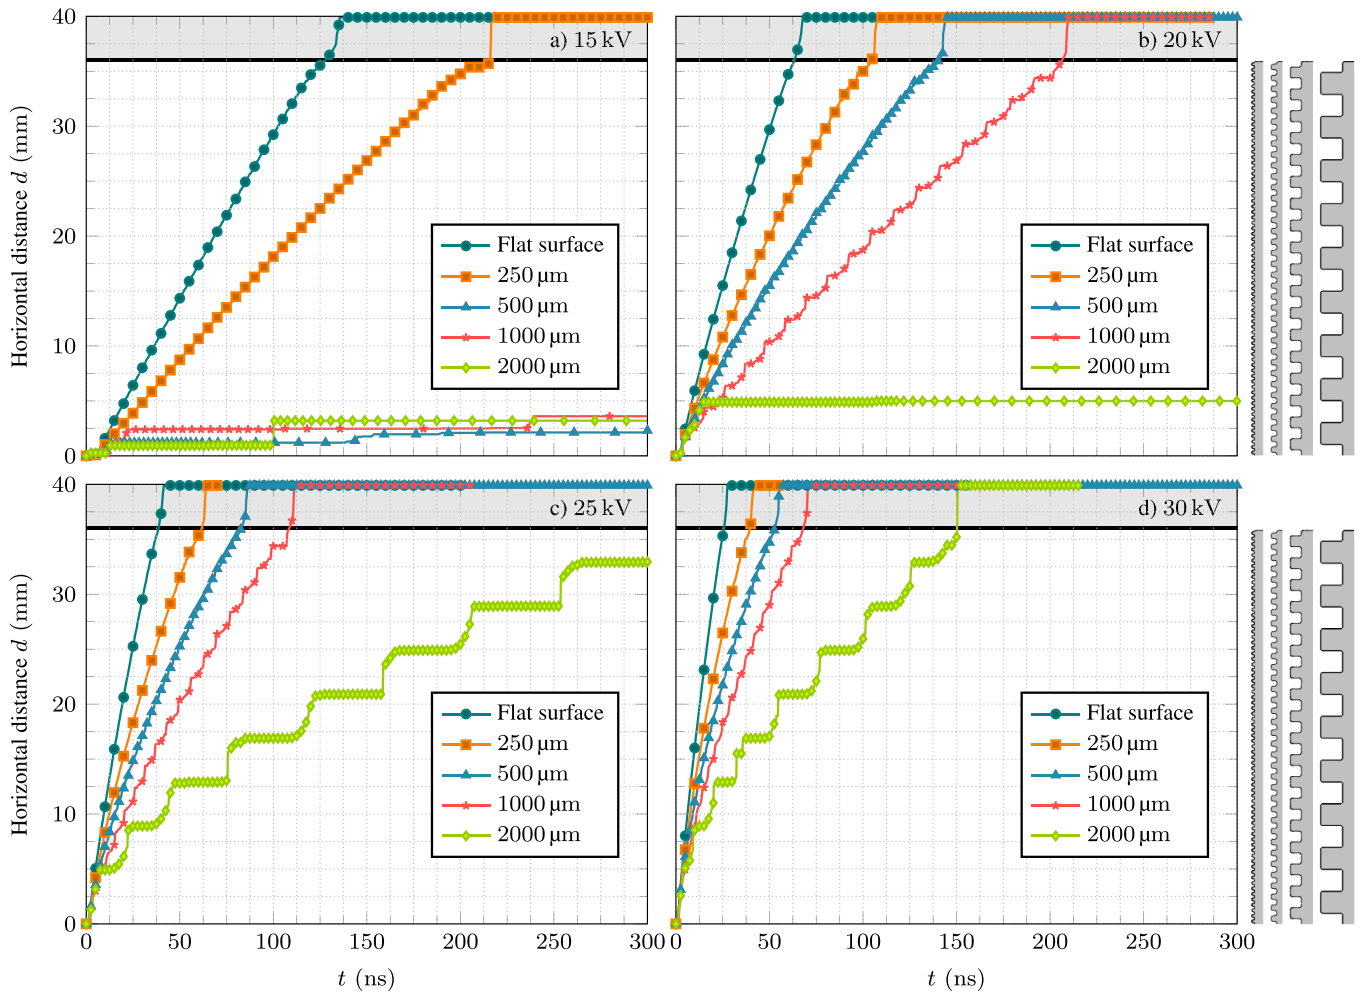 40
30
20
10
0
Horizontal distance d (mm)
a) 15 kV
Flat surface
250 µm
500 µm
1000 µm
2000 µm
b) 20 kV
Flat surface
250 µm
500 µm
1000 µm
2000 µm
40
30
20
10
0
Horizontal distance d (mm)
c) 25 kV
Flat surface
250 µm
500 µm
1000 µm
2000 µm
0 50 100 150 200 250 300
t (ns)
d) 30 kV
Flat surface
250 µm
500 µm
1000 µm
2000 µm
0 50 100 150 200 250 300
t (ns)